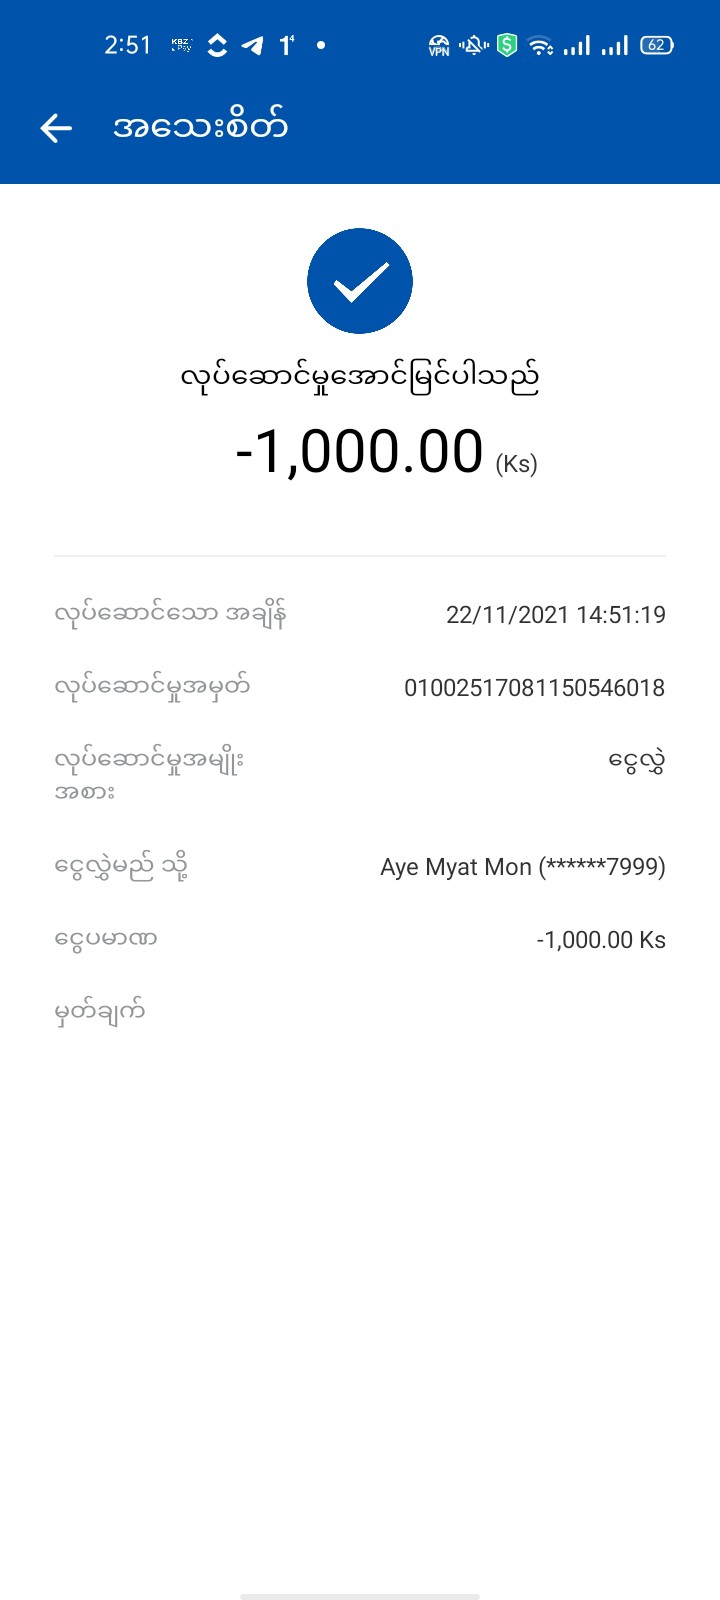 2:51 KBZ Pay 1⁴ VPN 62
အသေးစိတ်
လုပ်ဆောင်မှုအောင်မြင်ပါသည်
-1,000.00 (Ks)
လုပ်ဆောင်သော အချိန် 22/11/2021 14:51:19
လုပ်ဆောင်မှုအမှတ် 01002517081150546018
လုပ်ဆောင်မှုအမျိုး ငွေလွှဲ
အစား
ငွေလွှဲမည် သို့ Aye Myat Mon (******7999)
ငွေပမာဏ -1,000.00 Ks
မှတ်ချက်